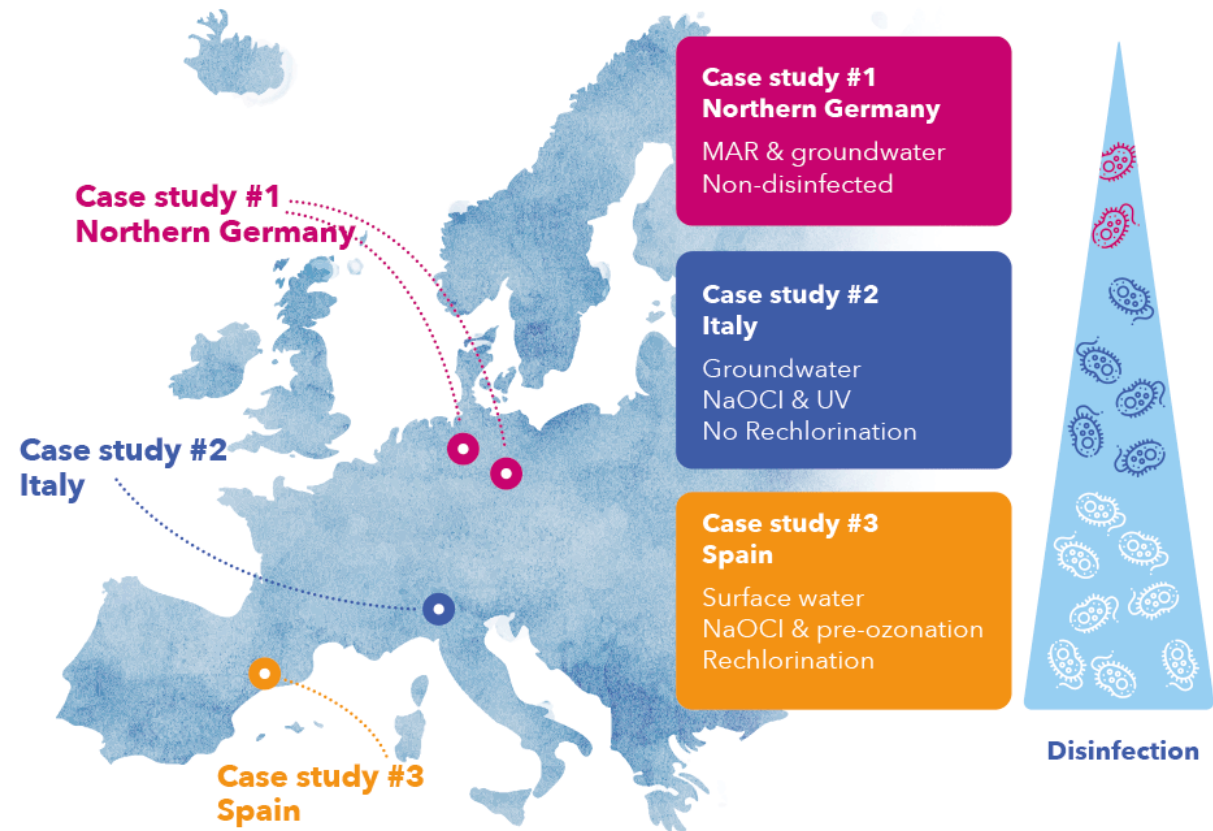 Case study #1
Northern Germany
Case study #2
Italy
Case study #3
Spain
Case study #1
Northern Germany
MAR & groundwater
Non-disinfected
Case study #2
Italy
Groundwater
NaOCI & UV
No Rechlorination
Case study #3
Spain
Surface water
NaOCI & pre-ozonation
Rechlorination
Disinfection